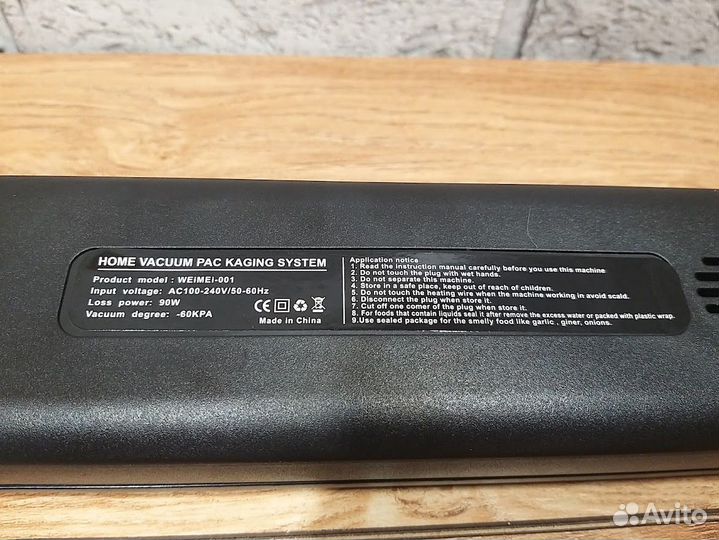 HOME VACUUM PAC KAGING SYSTEM
Product model : WEIMEI-001
Input voltage: AC100-240V/50-60Hz
Loss power: 90W
Vacuum degree: -60KPA
CE
Made in China
Application notice
1. Read the instruction manual carefully before you use this machine
2. Do not touch the plug with wet hands.
3. Do not separate this machine.
4. Store in a safe place, keep out of reach of children.
5. Do not touch the heating wire when the machine working in avoid scald.
6. Disconnect the plug when store it.
7. Cut off one corner of the plug when store it.
8. For foods that contain liquids seal it after remove the excess water or packed with plastic wrap.
9.Use sealed package for the smelly food like garlic , giner, onions.
Avito